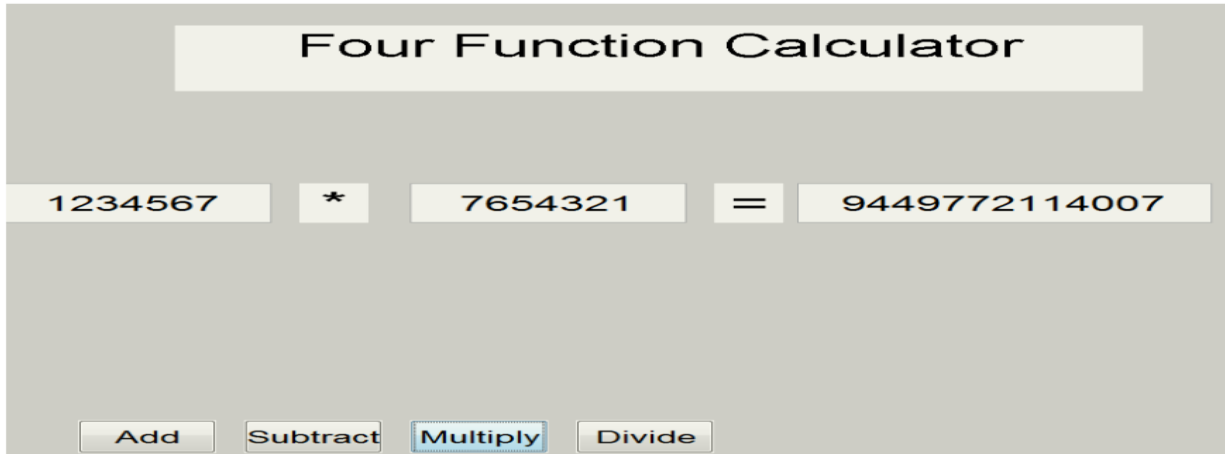 Four Function Calculator
1234567 * 7654321 = 9449772114007
Add Subtract Multiply Divide